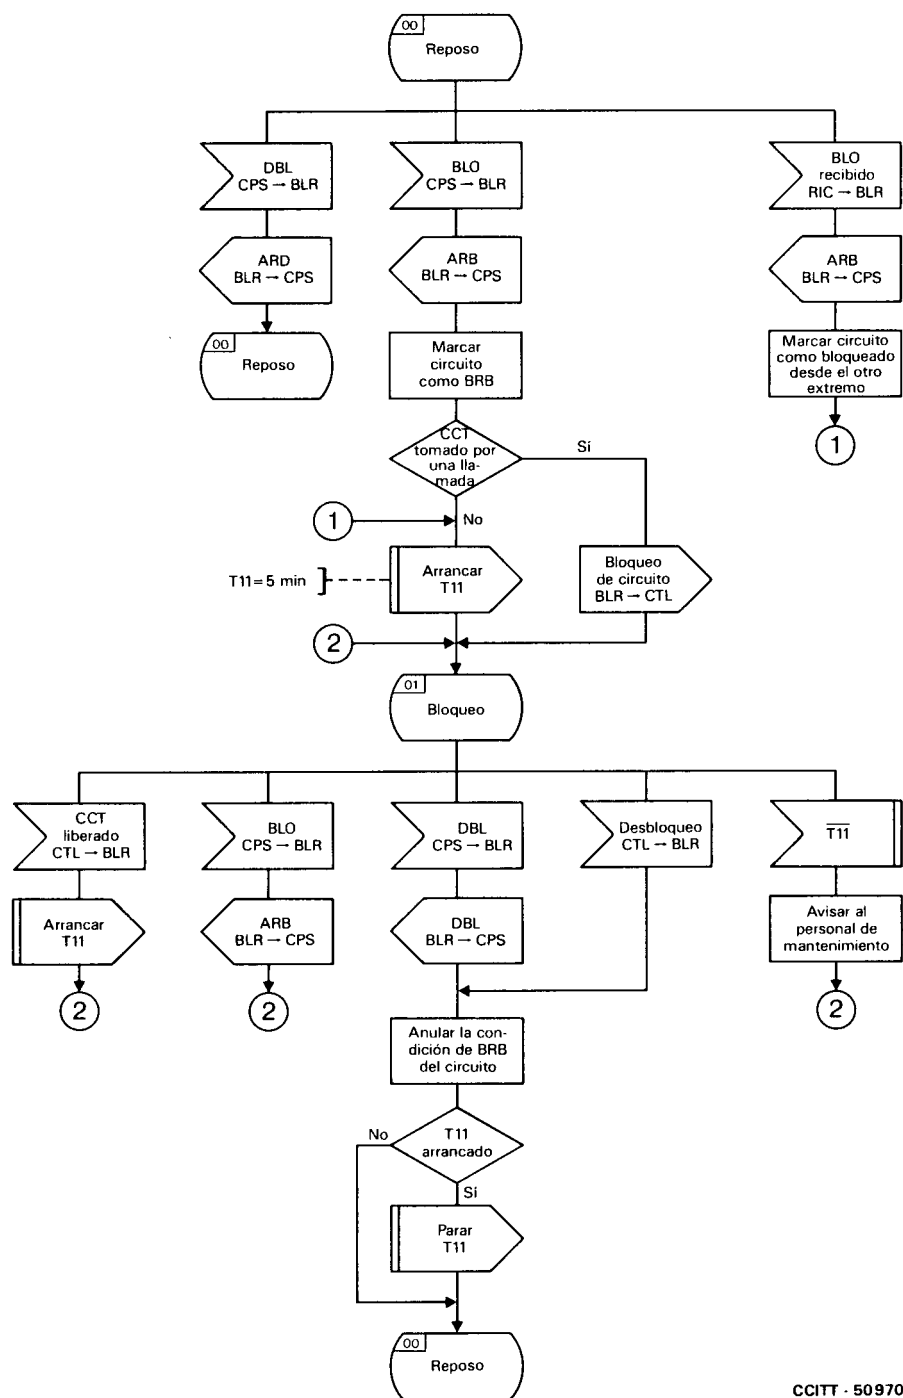 00
Reposo
DBL
CPS → BLR
BLO
CPS → BLR
BLO
recibido
RIC → BLR
ARD
BLR → CPS
ARB
BLR → CPS
ARB
BLR → CPS
00
Reposo
Marcar
circuito
como BRB
Marcar circuito
como bloqueado
desde el otro
extremo
1
CCT
tomado por
una lla-
mada
Sí
1
No
T11 = 5 min
Arrancar
T11
Bloqueo
de circuito
BLR → CTL
2
01
Bloqueo
CCT
liberado
CTL → BLR
BLO
CPS → BLR
DBL
CPS → BLR
Desbloqueo
CTL → BLR
T̅1̅1̅
Arrancar
T11
ARB
BLR → CPS
DBL
BLR → CPS
Avisar al
personal de
mantenimiento
2
2
2
Anular la con-
dición de BRB
del circuito
No
T11
arrancado
Sí
Parar
T11
00
Reposo
CCITT - 50970